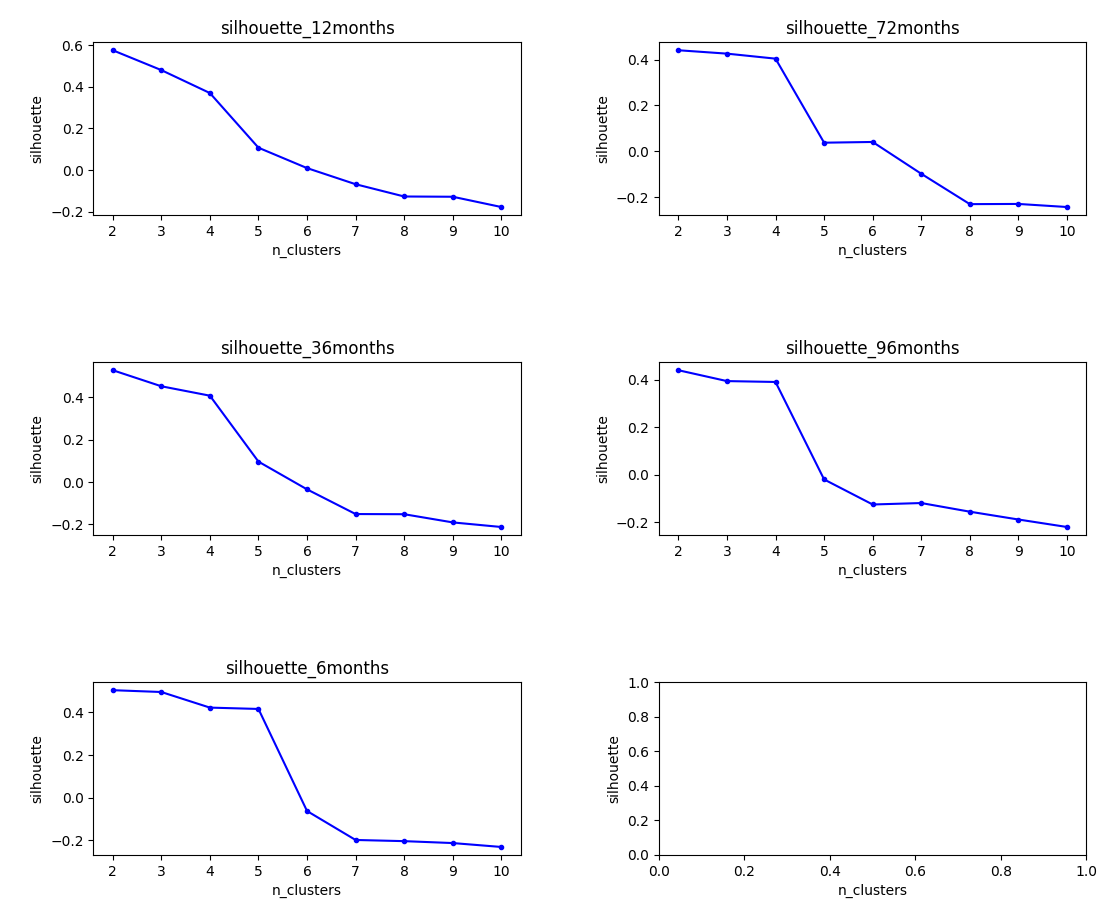 silhouette_12months
silhouette
0.6
0.4
0.2
0.0
−0.2
2 3 4 5 6 7 8 9 10
n_clusters
silhouette_72months
silhouette
0.4
0.2
0.0
−0.2
2 3 4 5 6 7 8 9 10
n_clusters
silhouette_36months
silhouette
0.4
0.2
0.0
−0.2
2 3 4 5 6 7 8 9 10
n_clusters
silhouette_96months
silhouette
0.4
0.2
0.0
−0.2
2 3 4 5 6 7 8 9 10
n_clusters
silhouette_6months
silhouette
0.4
0.2
0.0
−0.2
2 3 4 5 6 7 8 9 10
n_clusters
silhouette
1.0
0.8
0.6
0.4
0.2
0.0
0.0 0.2 0.4 0.6 0.8 1.0
n_clusters